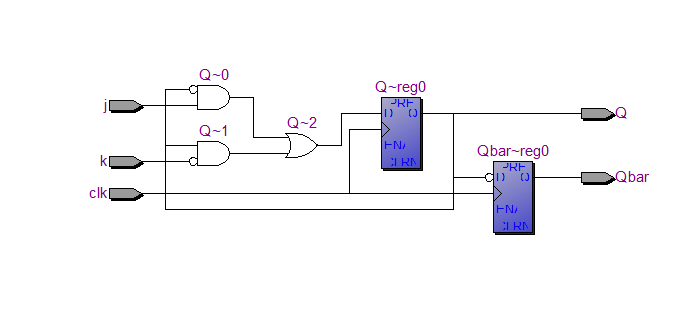 Q~0
Q~reg0
PRE
j
D Q
Q
Q~2
Q~1
ENA
Qbar~reg0
CLRN
k
PRE
D Q
Qbar
clk
ENA
CLRN